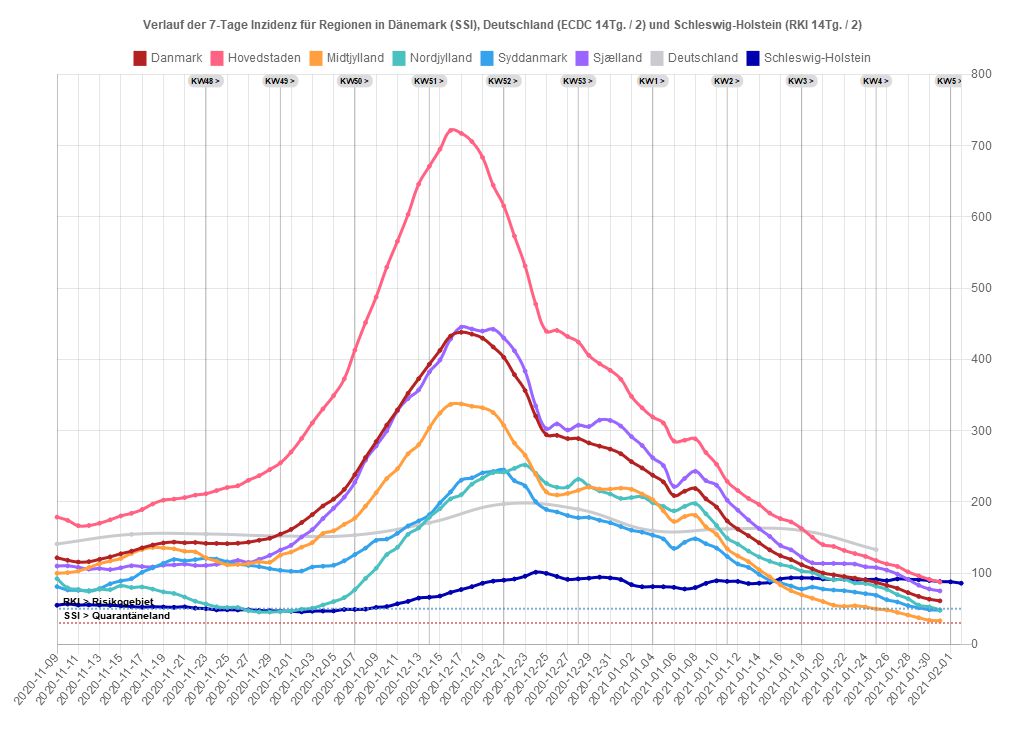 Verlauf der 7-Tage Inzidenz für Regionen in Dänemark (SSI), Deutschland (ECDC 14Tg. / 2) und Schleswig-Holstein (RKI 14Tg. / 2)
Danmark Hovedstaden Midtjylland Nordjylland Syddanmark Sjælland Deutschland Schleswig-Holstein
KW48 > KW49 > KW50 > KW51 > KW52 > KW53 > KW1 > KW2 > KW3 > KW4 > KW5 >
800
700
600
500
400
300
200
100
0
RKI > Risikogebiet
SSI > Quarantäneland
2020-11-09 2020-11-11 2020-11-13 2020-11-15 2020-11-17 2020-11-19 2020-11-21 2020-11-23 2020-11-25 2020-11-27 2020-11-29 2020-12-01 2020-12-03 2020-12-05 2020-12-07 2020-12-09 2020-12-11 2020-12-13 2020-12-15 2020-12-17 2020-12-19 2020-12-21 2020-12-23 2020-12-25 2020-12-27 2020-12-29 2020-12-31 2021-01-02 2021-01-04 2021-01-06 2021-01-08 2021-01-10 2021-01-12 2021-01-14 2021-01-16 2021-01-18 2021-01-20 2021-01-22 2021-01-24 2021-01-26 2021-01-28 2021-01-30 2021-02-01